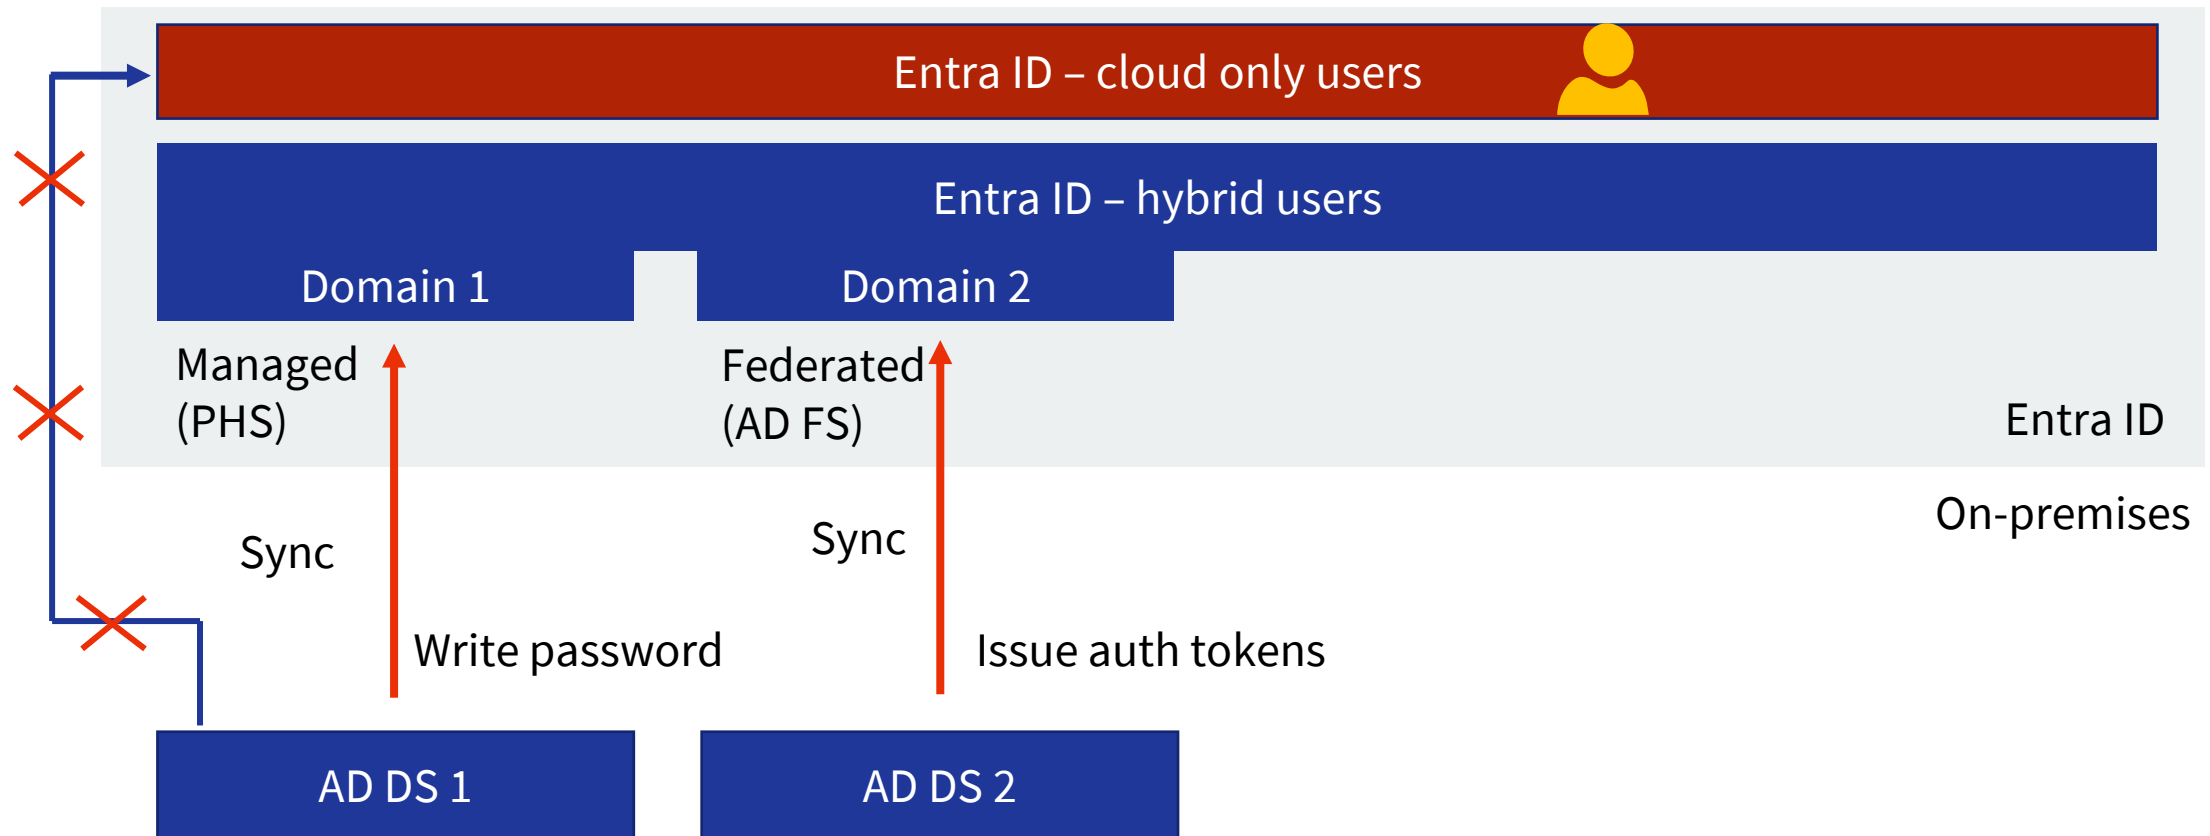 Entra ID – cloud only users
Entra ID – hybrid users
Domain 1
Domain 2
Managed
(PHS)
Federated
(AD FS)
Entra ID
On-premises
Sync
Sync
Write password
Issue auth tokens
AD DS 1
AD DS 2